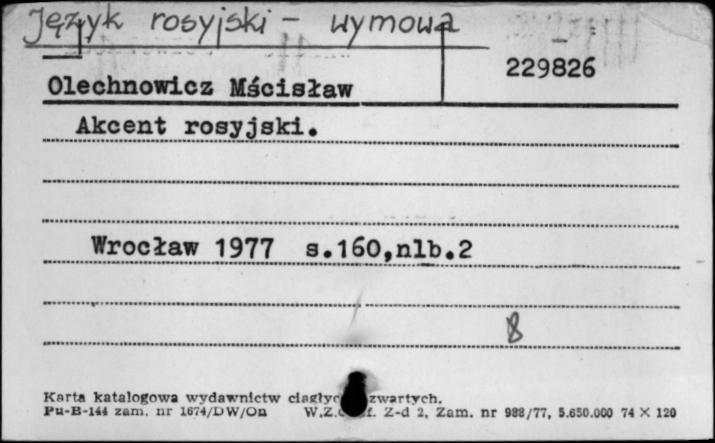 Język rosyjski - wymowa
229826
Olechnowicz Mścisław
Akcent rosyjski.
Wrocław 1977 s.160,nlb.2
8
Karta katalogowa wydawnictw ciągłyc zwartych.
Pu-B-144 zam. nr 1674/DW/On W.Z. f. Z-d 2, Zam. nr 988/77, 5.650.000 74 × 120